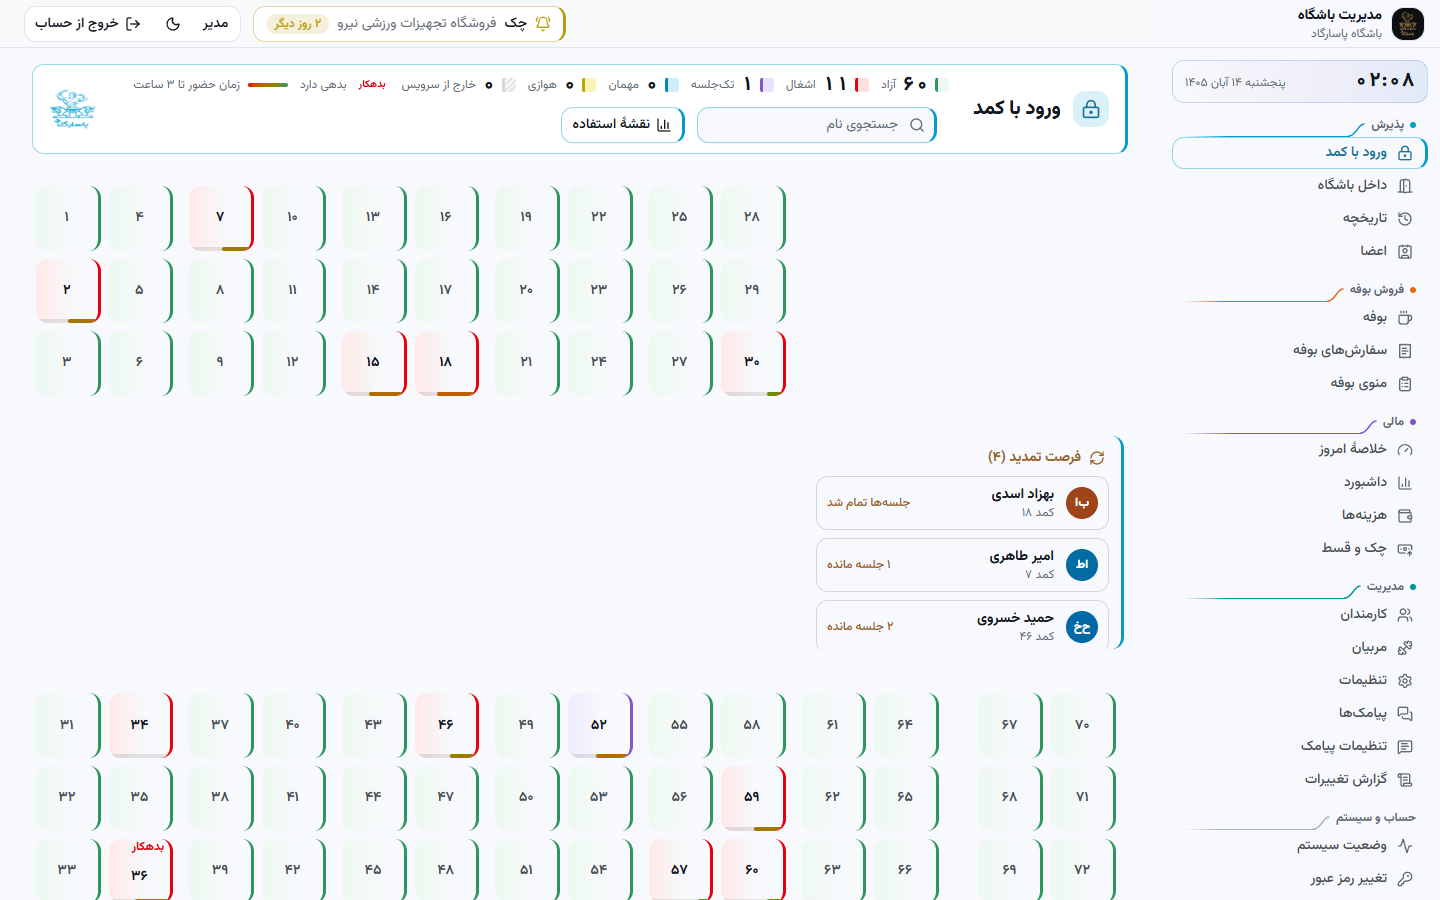 مدیریت باشگاه
باشگاه پاسارگاد
چک فروشگاه تجهیزات ورزشی نیرو ۲ روز دیگر
مدیر
خروج از حساب
۰۲:۰۸
پنجشنبه ۱۴ آبان ۱۴۰۵
پذیرش
ورود با کمد
داخل باشگاه
تاریخچه
اعضا
فروش بوفه
بوفه
سفارش‌های بوفه
منوی بوفه
مالی
خلاصهٔ امروز
داشبورد
هزینه‌ها
چک و قسط
مدیریت
کارمندان
مربیان
تنظیمات
پیامک‌ها
تنظیمات پیامک
گزارش تغییرات
حساب و سیستم
وضعیت سیستم
تغییر رمز عبور
ورود با کمد
۶۰ آزاد ۱۱ اشغال ۱ تک‌جلسه ۰ مهمان ۰ هوازی ۰ خارج از سرویس بدهکار بدهی دارد زمان حضور تا ۳ ساعت
جستجوی نام
نقشهٔ استفاده
پاسارگاد
۱ ۴ ۷ ۱۰ ۱۳ ۱۶ ۱۹ ۲۲ ۲۵ ۲۸
۲ ۵ ۸ ۱۱ ۱۴ ۱۷ ۲۰ ۲۳ ۲۶ ۲۹
۳ ۶ ۹ ۱۲ ۱۵ ۱۸ ۲۱ ۲۴ ۲۷ ۳۰
فرصت تمدید (۴)
با بهزاد اسدی جلسه‌ها تمام شد
کمد ۱۸
اط امیر طاهری ۱ جلسه مانده
کمد ۷
حخ حمید خسروی ۲ جلسه مانده
کمد ۴۶
۳۱ ۳۴ ۳۷ ۴۰ ۴۳ ۴۶ ۴۹ ۵۲ ۵۵ ۵۸ ۶۱ ۶۴ ۶۷ ۷۰
۳۲ ۳۵ ۳۸ ۴۱ ۴۴ ۴۷ ۵۰ ۵۳ ۵۶ ۵۹ ۶۲ ۶۵ ۶۸ ۷۱
بدهکار
۳۳ ۳۶ ۳۹ ۴۲ ۴۵ ۴۸ ۵۱ ۵۴ ۵۷ ۶۰ ۶۳ ۶۶ ۶۹ ۷۲